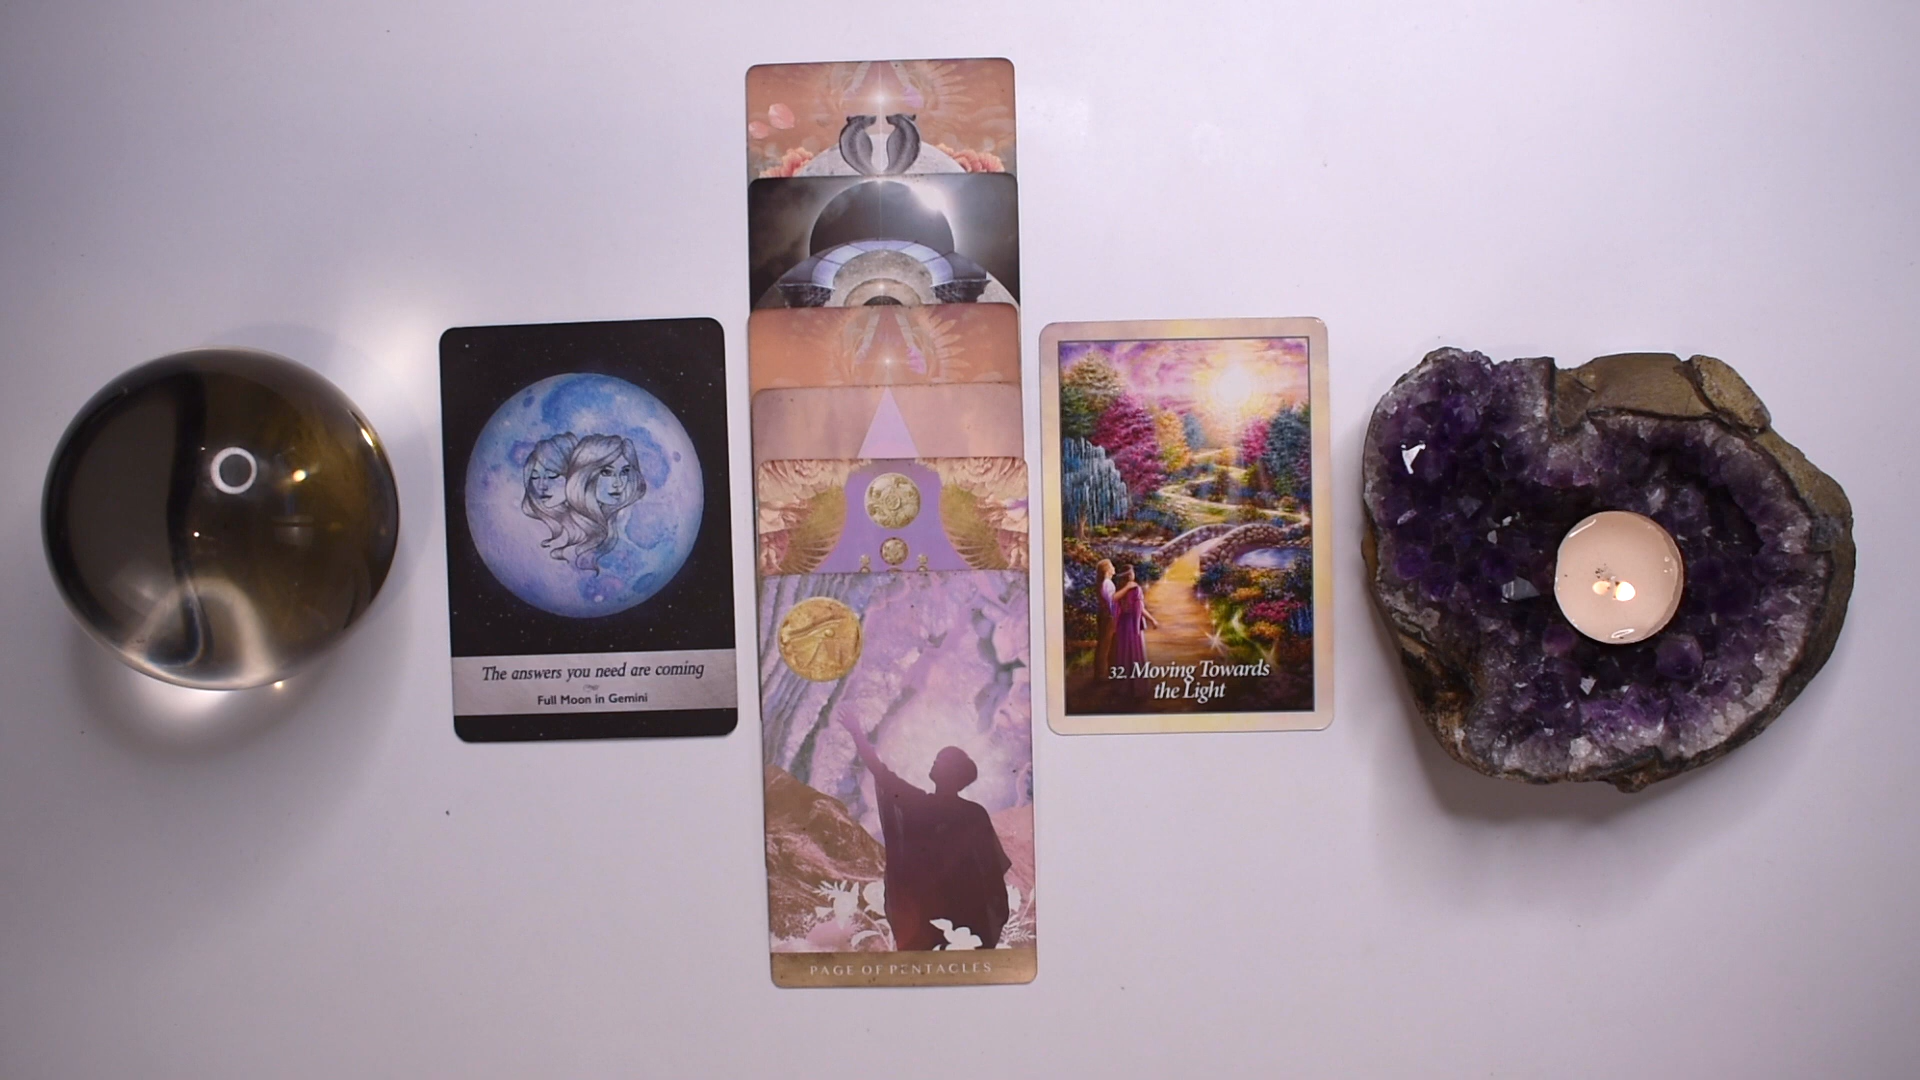 The answers you need are coming
Full Moon in Gemini
32. Moving Towards
the Light
PAGE OF PENTACLES